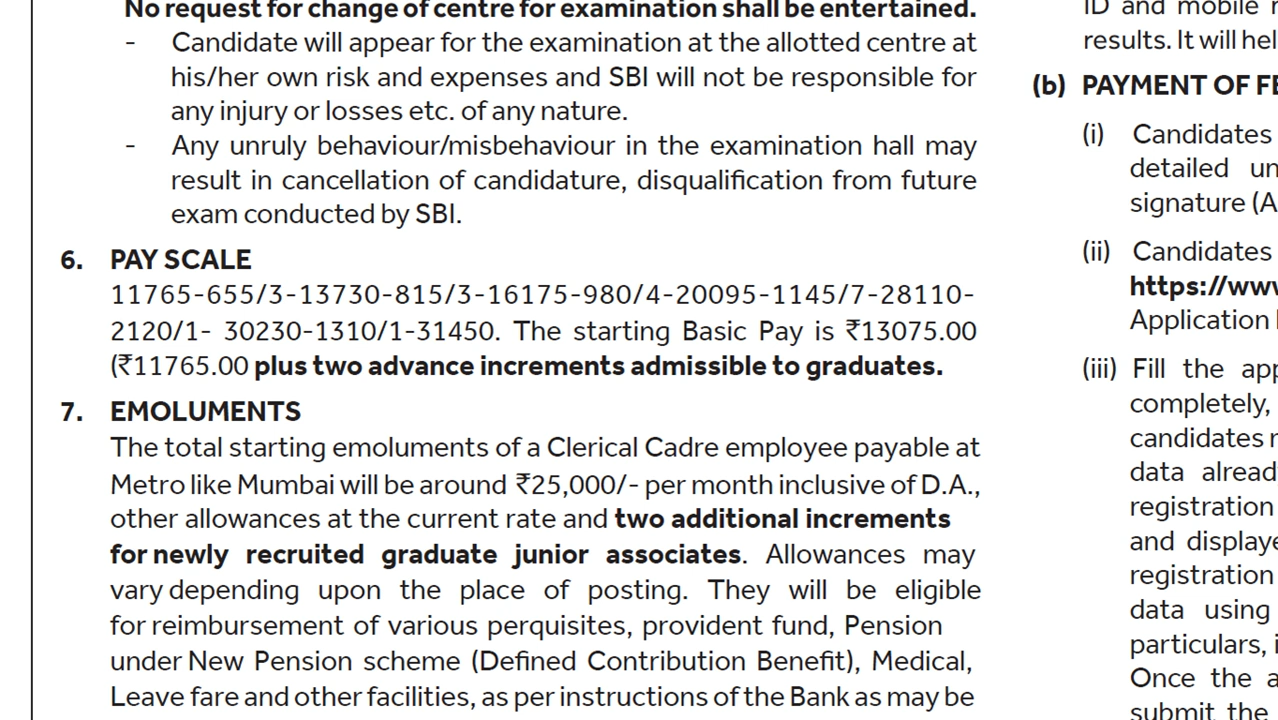 No request for change of centre for examination shall be entertained.
- Candidate will appear for the examination at the allotted centre at
his/her own risk and expenses and SBI will not be responsible for
any injury or losses etc. of any nature.
- Any unruly behaviour/misbehaviour in the examination hall may
result in cancellation of candidature, disqualification from future
exam conducted by SBI.
6. PAY SCALE
11765-655/3-13730-815/3-16175-980/4-20095-1145/7-28110-
2120/1- 30230-1310/1-31450. The starting Basic Pay is ₹13075.00
(₹11765.00 plus two advance increments admissible to graduates.
7. EMOLUMENTS
The total starting emoluments of a Clerical Cadre employee payable at
Metro like Mumbai will be around ₹25,000/- per month inclusive of D.A.,
other allowances at the current rate and two additional increments
for newly recruited graduate junior associates. Allowances may
vary depending upon the place of posting. They will be eligible
for reimbursement of various perquisites, provident fund, Pension
under New Pension scheme (Defined Contribution Benefit), Medical,
Leave fare and other facilities, as per instructions of the Bank as may be
ID and mobile
results. It will
(b) PAYMENT OF
(i) Candidates
detailed
signature
(ii) Candidates
Application
(iii) Fill the
completely,
candidates
data
registration
and
registration
data using
particulars,
Once the
submit the